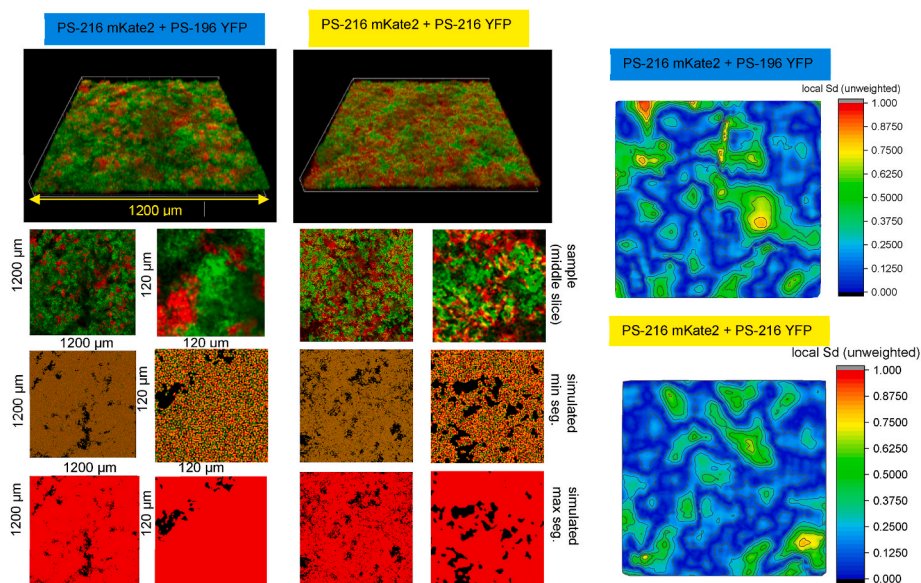 PS-216 mKate2 + PS-196 YFP
PS-216 mKate2 + PS-216 YFP
1200 µm
1200 µm
120 µm
sample
(middle slice)
1200 µm
120 µm
1200 µm
120 µm
simulated
min seg.
1200 µm
120 µm
1200 µm
120 µm
simulated
max seg.
PS-216 mKate2 + PS-196 YFP
local Sd (unweighted)
1.000
0.8750
0.7500
0.6250
0.5000
0.3750
0.2500
0.1250
0.000
PS-216 mKate2 + PS-216 YFP
local Sd (unweighted)
1.000
0.8750
0.7500
0.6250
0.5000
0.3750
0.2500
0.1250
0.000